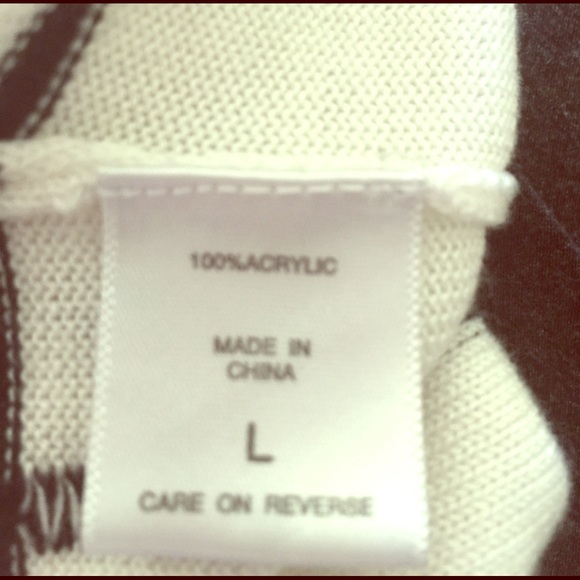 100%ACRYLIC
MADE IN
CHINA
L
CARE ON REVERSE